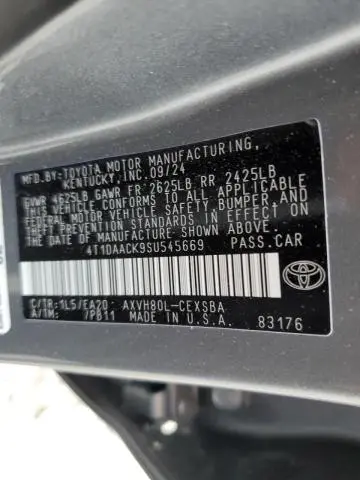 MFD.BY:TOYOTA MOTOR MANUFACTURING,
KENTUCKY,INC.09/24
GVWR 4625LB GAWR FR 2625LB RR 2425LB
THIS VEHICLE CONFORMS TO ALL APPLICABLE
FEDERAL MOTOR VEHICLE SAFETY, BUMPER, AND
THEFT PREVENTION STANDARDS IN EFFECT ON
THE DATE OF MANUFACTURE SHOWN ABOVE.
4T1DAACK9SU545669 PASS.CAR
TOYOTA
C/TR:1L5/EA20 AXVH80L-CEXSBA
A/TM: /PB11 MADE IN U.S.A. 83176